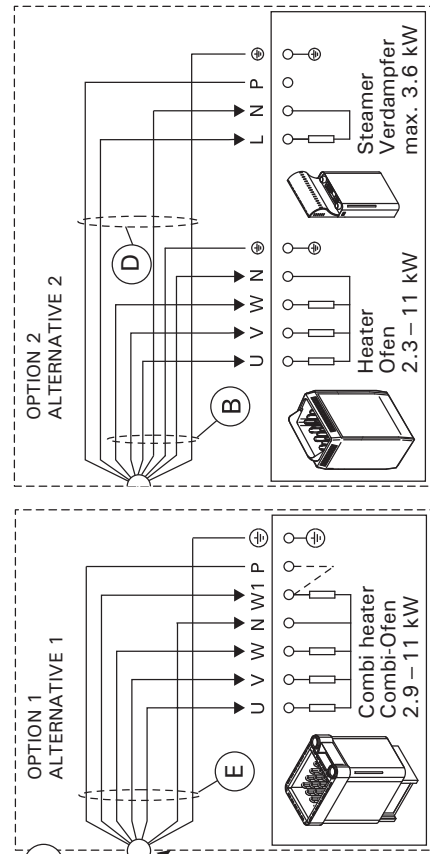 OPTION 1
ALTERNATIVE 1
E
U V W N W1 P
Combi heater
Combi-Ofen
2.9 – 11 kW
OPTION 2
ALTERNATIVE 2
B
D
U V W N
L N P
Heater
Ofen
2.3 – 11 kW
Steamer
Verdampfer
max. 3.6 kW